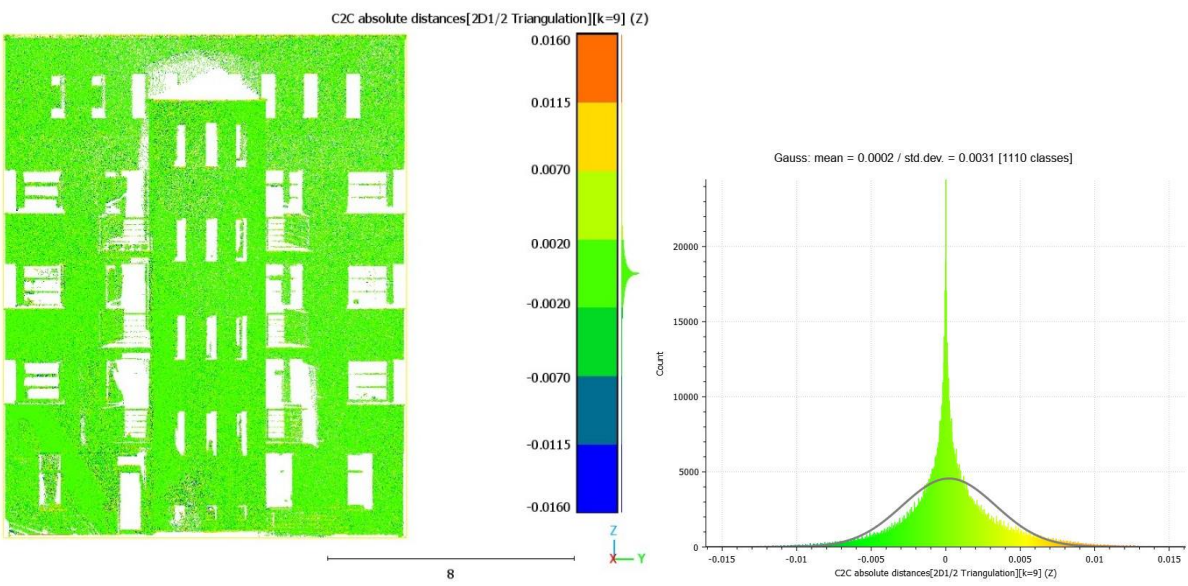 C2C absolute distances[2D1/2 Triangulation][k=9] (Z)
0.0160
0.0115
0.0070
0.0020
-0.0020
-0.0070
-0.0115
-0.0160
Z
X Y
8
Gauss: mean = 0.0002 / std.dev. = 0.0031 [1110 classes]
Count
20000
15000
10000
5000
0
-0.015 -0.01 -0.005 0 0.005 0.01 0.015
C2C absolute distances[2D1/2 Triangulation][k=9] (Z)